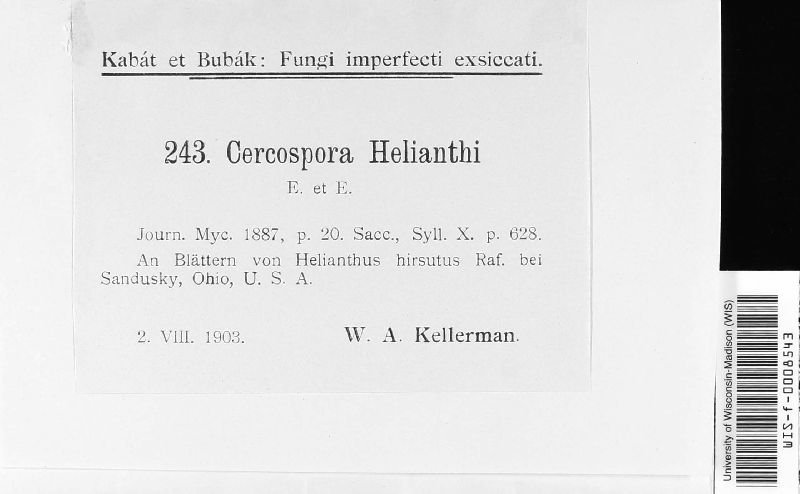 Kabát et Bubák: Fungi imperfecti exsiccati.
243. Cercospora Helianthi
E. et E.
Journ. Myc. 1887, p. 20. Sacc., Syll. X. p. 628.
An Blättern von Helianthus hirsutus Raf. bei
Sandusky, Ohio, U. S. A.
2. VIII. 1903. W. A. Kellerman.
University of Wisconsin-Madison (WIS)
WIS-f-0008543